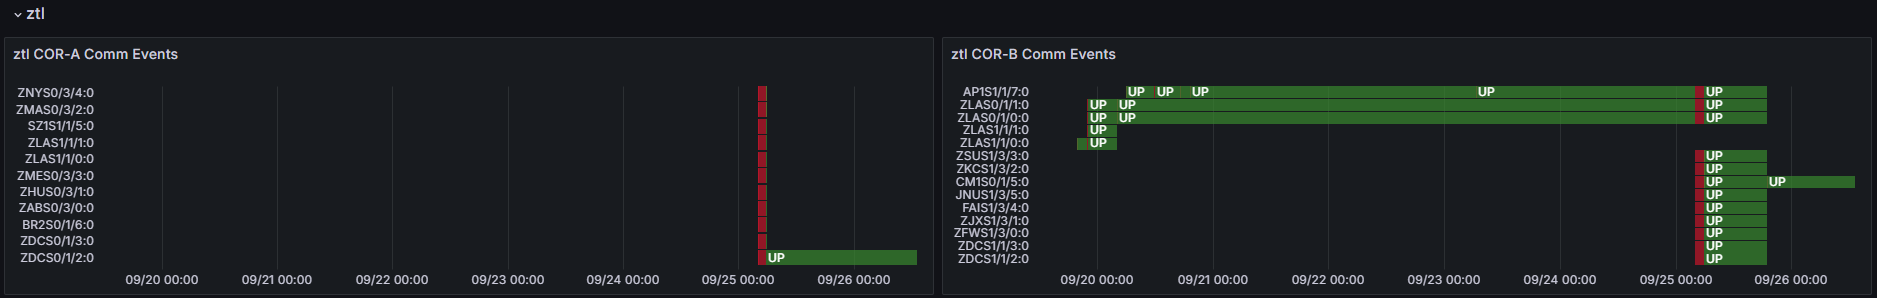 ztl
ztl COR-A Comm Events
ZNYS0/3/4:0
ZMAS0/3/2:0
SZ1S1/1/5:0
ZLAS1/1/1:0
ZLAS1/1/0:0
ZMES0/3/3:0
ZHUS0/3/1:0
ZABS0/3/0:0
BR2S0/1/6:0
ZDCS0/1/3:0
ZDCS0/1/2:0 UP
09/20 00:00 09/21 00:00 09/22 00:00 09/23 00:00 09/24 00:00 09/25 00:00 09/26 00:00
ztl COR-B Comm Events
AP1S1/1/7:0 UP UP UP UP UP
ZLAS0/1/1:0 UP UP UP
ZLAS0/1/0:0 UP UP UP
ZLAS1/1/1:0 UP
ZLAS1/1/0:0 UP
ZSUS1/3/3:0 UP
ZKCS1/3/2:0 UP
CM1S0/1/5:0 UP UP
JNUS1/3/5:0 UP
FAIS1/3/4:0 UP
ZJXS1/3/1:0 UP
ZFWS1/3/0:0 UP
ZDCS1/1/3:0 UP
ZDCS1/1/2:0 UP
09/20 00:00 09/21 00:00 09/22 00:00 09/23 00:00 09/24 00:00 09/25 00:00 09/26 00:00